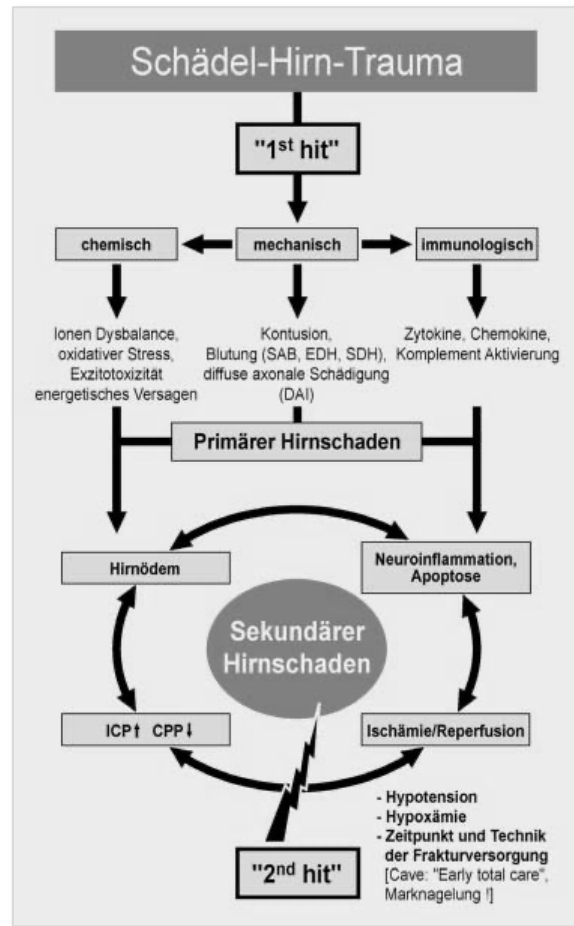 Schädel-Hirn-Trauma
"1st hit"
chemisch
mechanisch
immunologisch
Ionen Dysbalance,
oxidativer Stress,
Exzitotoxizität
energetisches Versagen
Kontusion,
Blutung (SAB, EDH, SDH),
diffuse axonale Schädigung
(DAI)
Zytokine, Chemokine,
Komplement Aktivierung
Primärer Hirnschaden
Hirnödem
Neuroinflammation,
Apoptose
Sekundärer
Hirnschaden
ICP↑ CPP↓
Ischämie/Reperfusion
"2nd hit"
- Hypotension
- Hypoxämie
- Zeitpunkt und Technik
der Frakturversorgung
[Cave: "Early total care",
Marknagelung !]